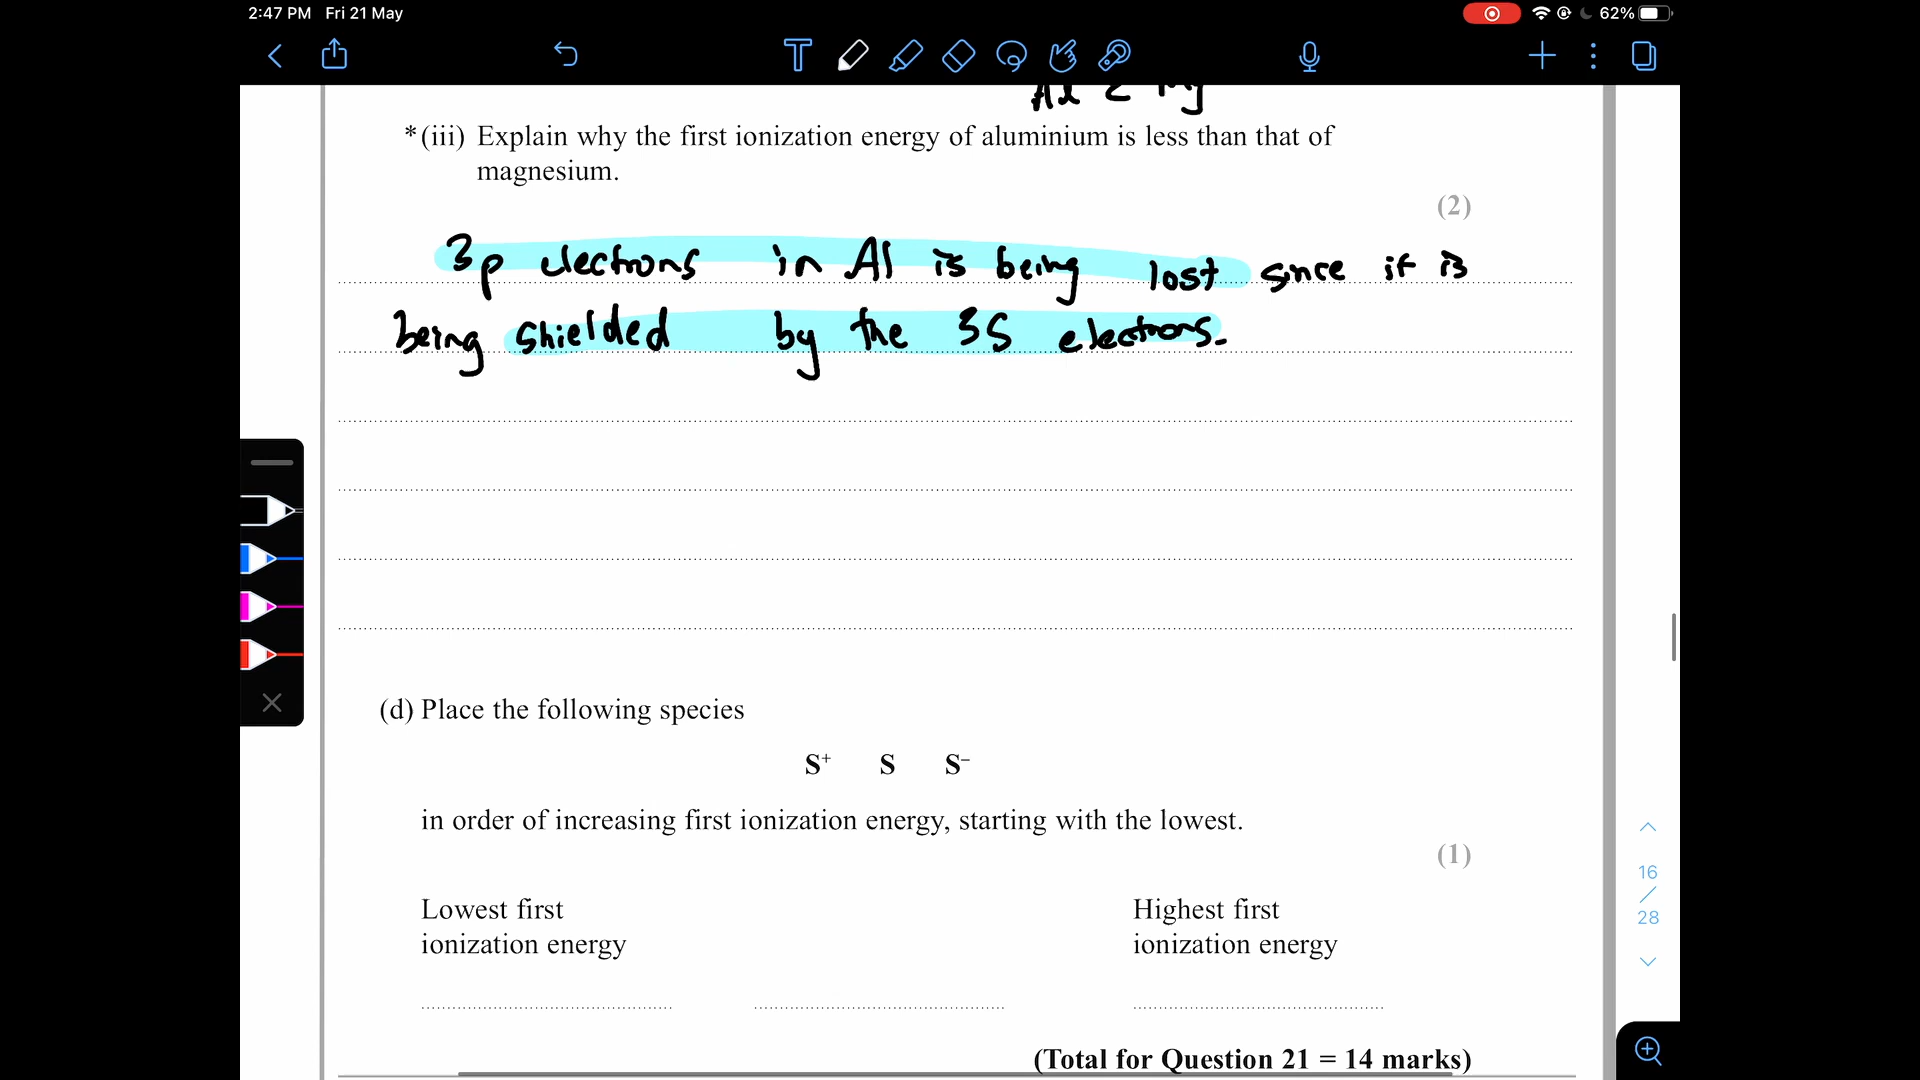 2:47 PM Fri 21 May
62%
Al < Mg
*(iii) Explain why the first ionization energy of aluminium is less than that of
magnesium.
(2)
3p electrons in Al is being lost since it is
being shielded by the 3S electrons.
(d) Place the following species
S⁺ S S⁻
in order of increasing first ionization energy, starting with the lowest.
(1)
Lowest first
ionization energy
Highest first
ionization energy
16
/
28
(Total for Question 21 = 14 marks)